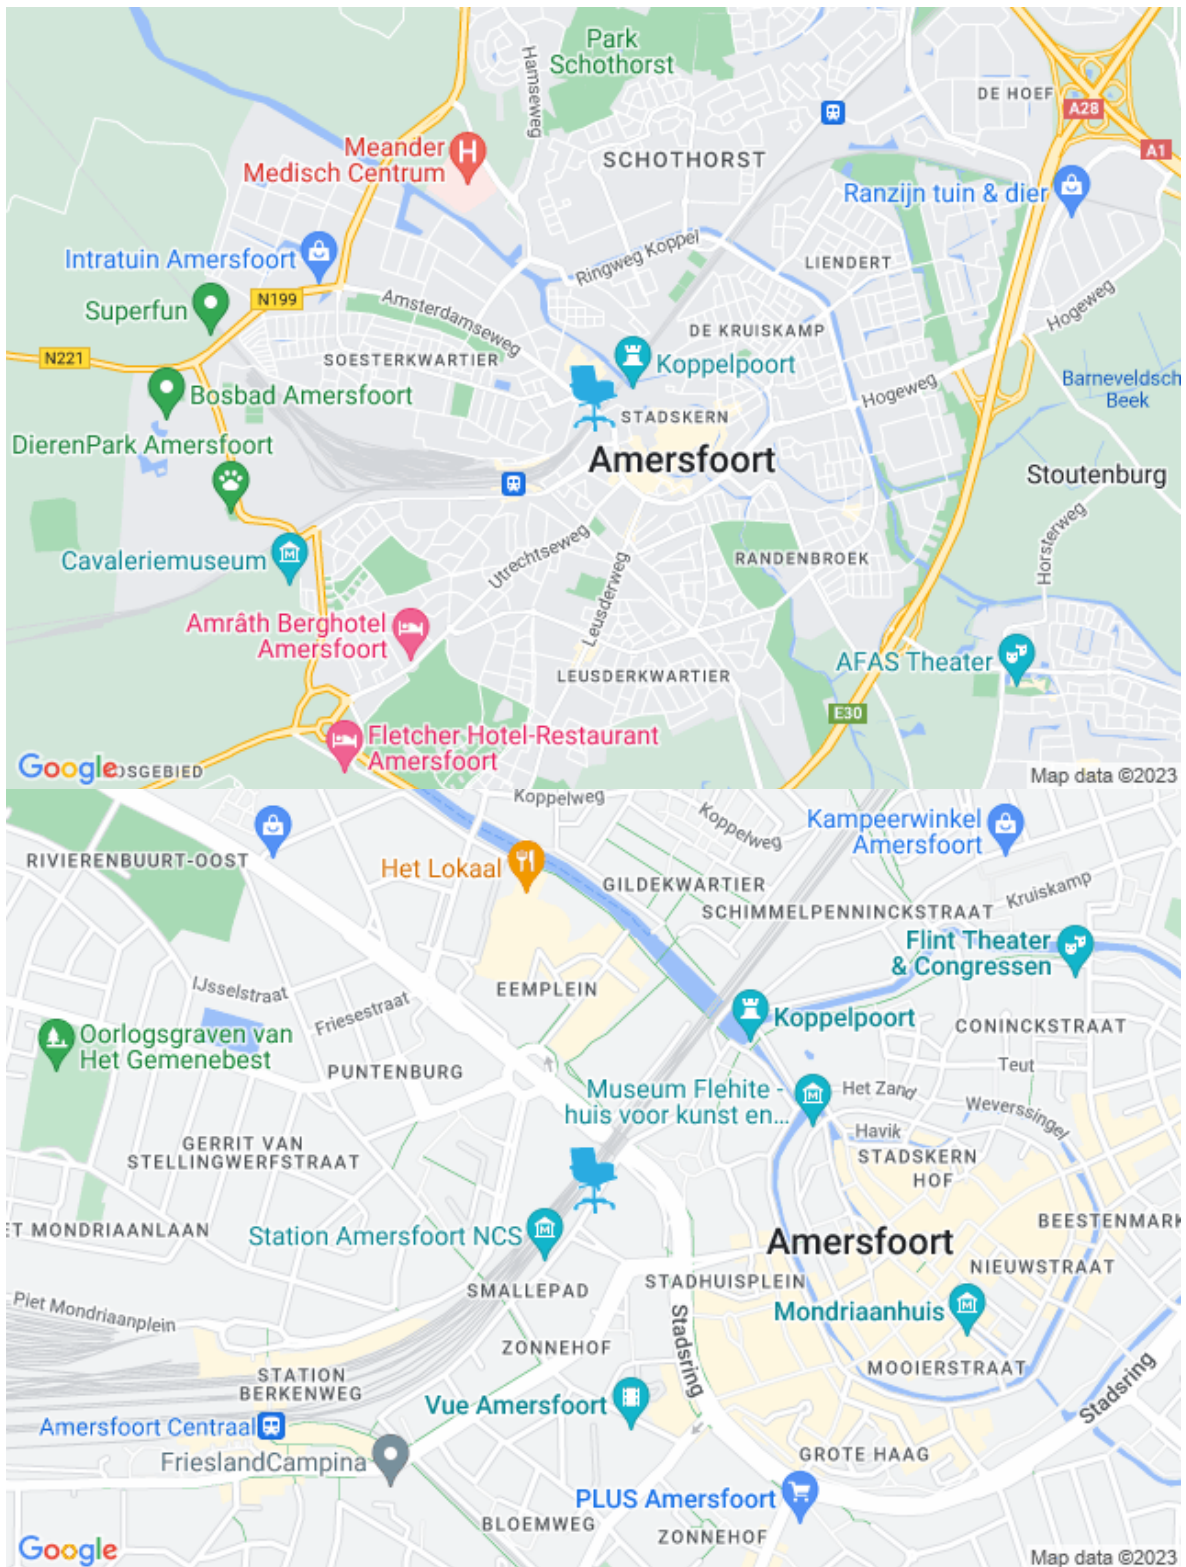 Park
Schothorst
Hamseweg
DE HOEF
A28
A1
Meander
Medisch Centrum
SCHOTHORST
Ranzijn tuin & dier
Intratuin Amersfoort
Ringweg Koppel
LIENDERT
Superfun
N199
Amsterdamseweg
Hogeweg
DE KRUISKAMP
N221
SOESTERKWARTIER
Koppelpoort
Bosbad Amersfoort
Hogeweg
Barneveldsch
Beek
STADSKERN
DierenPark Amersfoort
Amersfoort
Stoutenburg
Cavaleriemuseum
Utrechtseweg
RANDENBROEK
Horsterweg
Leusderweg
Amrâth Berghotel
Amersfoort
AFAS Theater
LEUSDERKWARTIER
E30
Fletcher Hotel-Restaurant
Amersfoort
Google
OSGEBIED
Map data ©2023
Koppelweg
Koppelweg
Kampeerwinkel
Amersfoort
RIVIERENBUURT-OOST
Het Lokaal
GILDEKWARTIER
Kruiskamp
SCHIMMELPENNINCKSTRAAT
Flint Theater
& Congressen
IJsselstraat
EEMPLEIN
Friesestraat
Koppelpoort
CONINCKSTRAAT
Oorlogsgraven van
Het Gemenebest
PUNTENBURG
Teut
Museum Flehite -
huis voor kunst en...
Het Zand
Weverssingel
Havik
GERRIT VAN
STELLINGWERFSTRAAT
STADSKERN
HOF
ET MONDRIAANLAAN
Station Amersfoort NCS
BEESTENMARK
Amersfoort
NIEUWSTRAAT
SMALLEPAD
STADHUISPLEIN
Piet Mondriaanplein
Mondriaanhuis
ZONNEHOF
Stadsring
STATION
BERKENWEG
MOOIERSTRAAT
Vue Amersfoort
Stadsring
Amersfoort Centraal
FrieslandCampina
GROTE HAAG
PLUS Amersfoort
BLOEMWEG
ZONNEHOF
Google
Map data ©2023